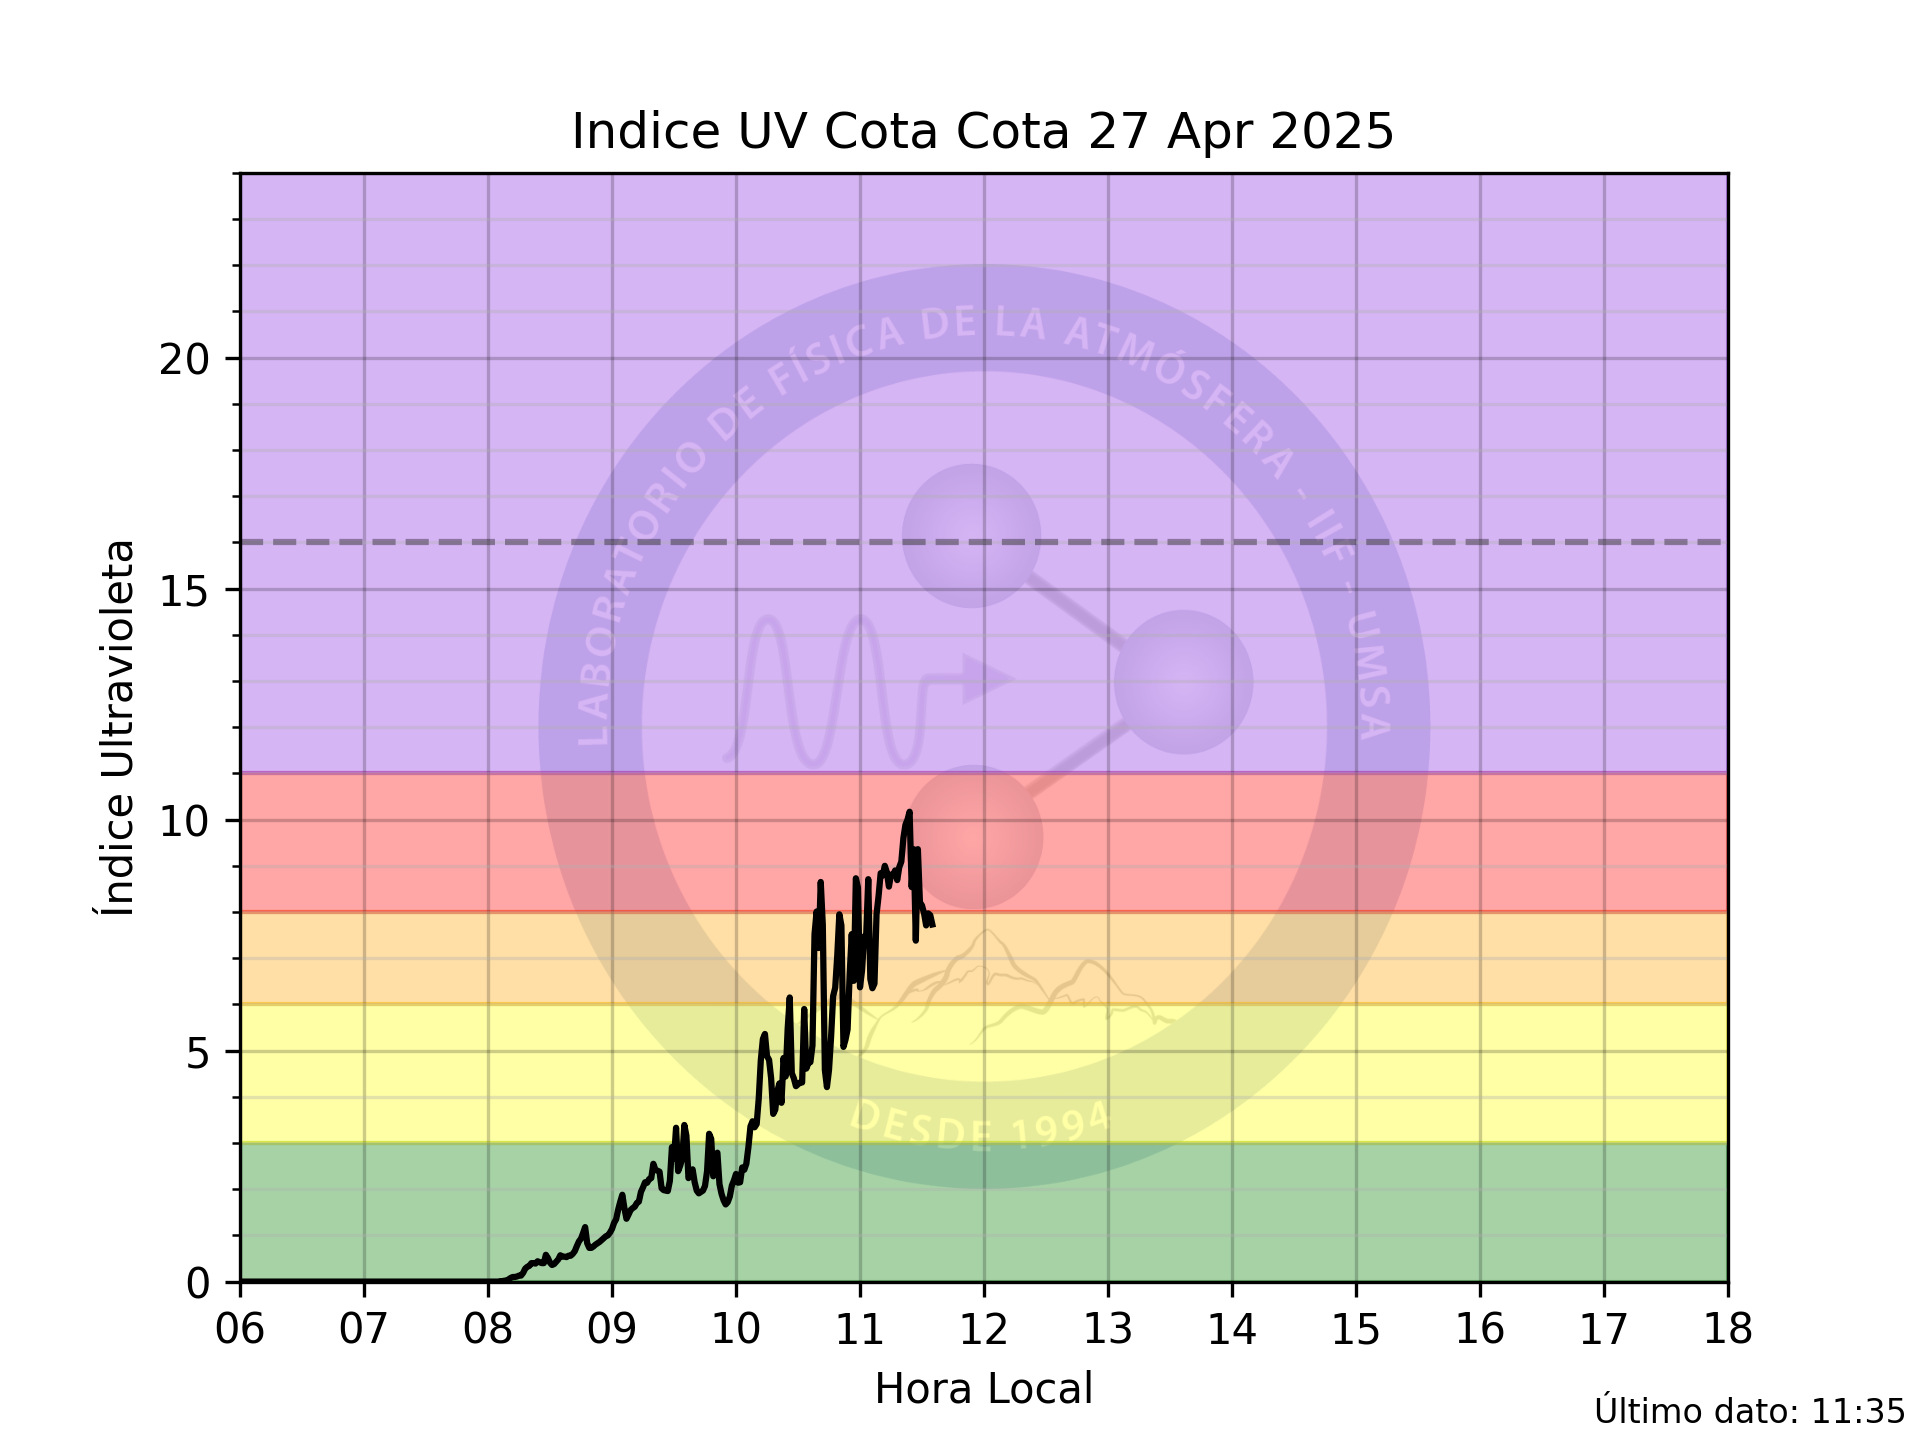 Indice UV Cota Cota 27 Apr 2025
LABORATORIO DE FÍSICA DE LA ATMÓSFERA - IIF - UMSA
20
15
10
5
0
Índice Ultravioleta
DESDE 1994
06 07 08 09 10 11 12 13 14 15 16 17 18
Hora Local
Último dato: 11:35